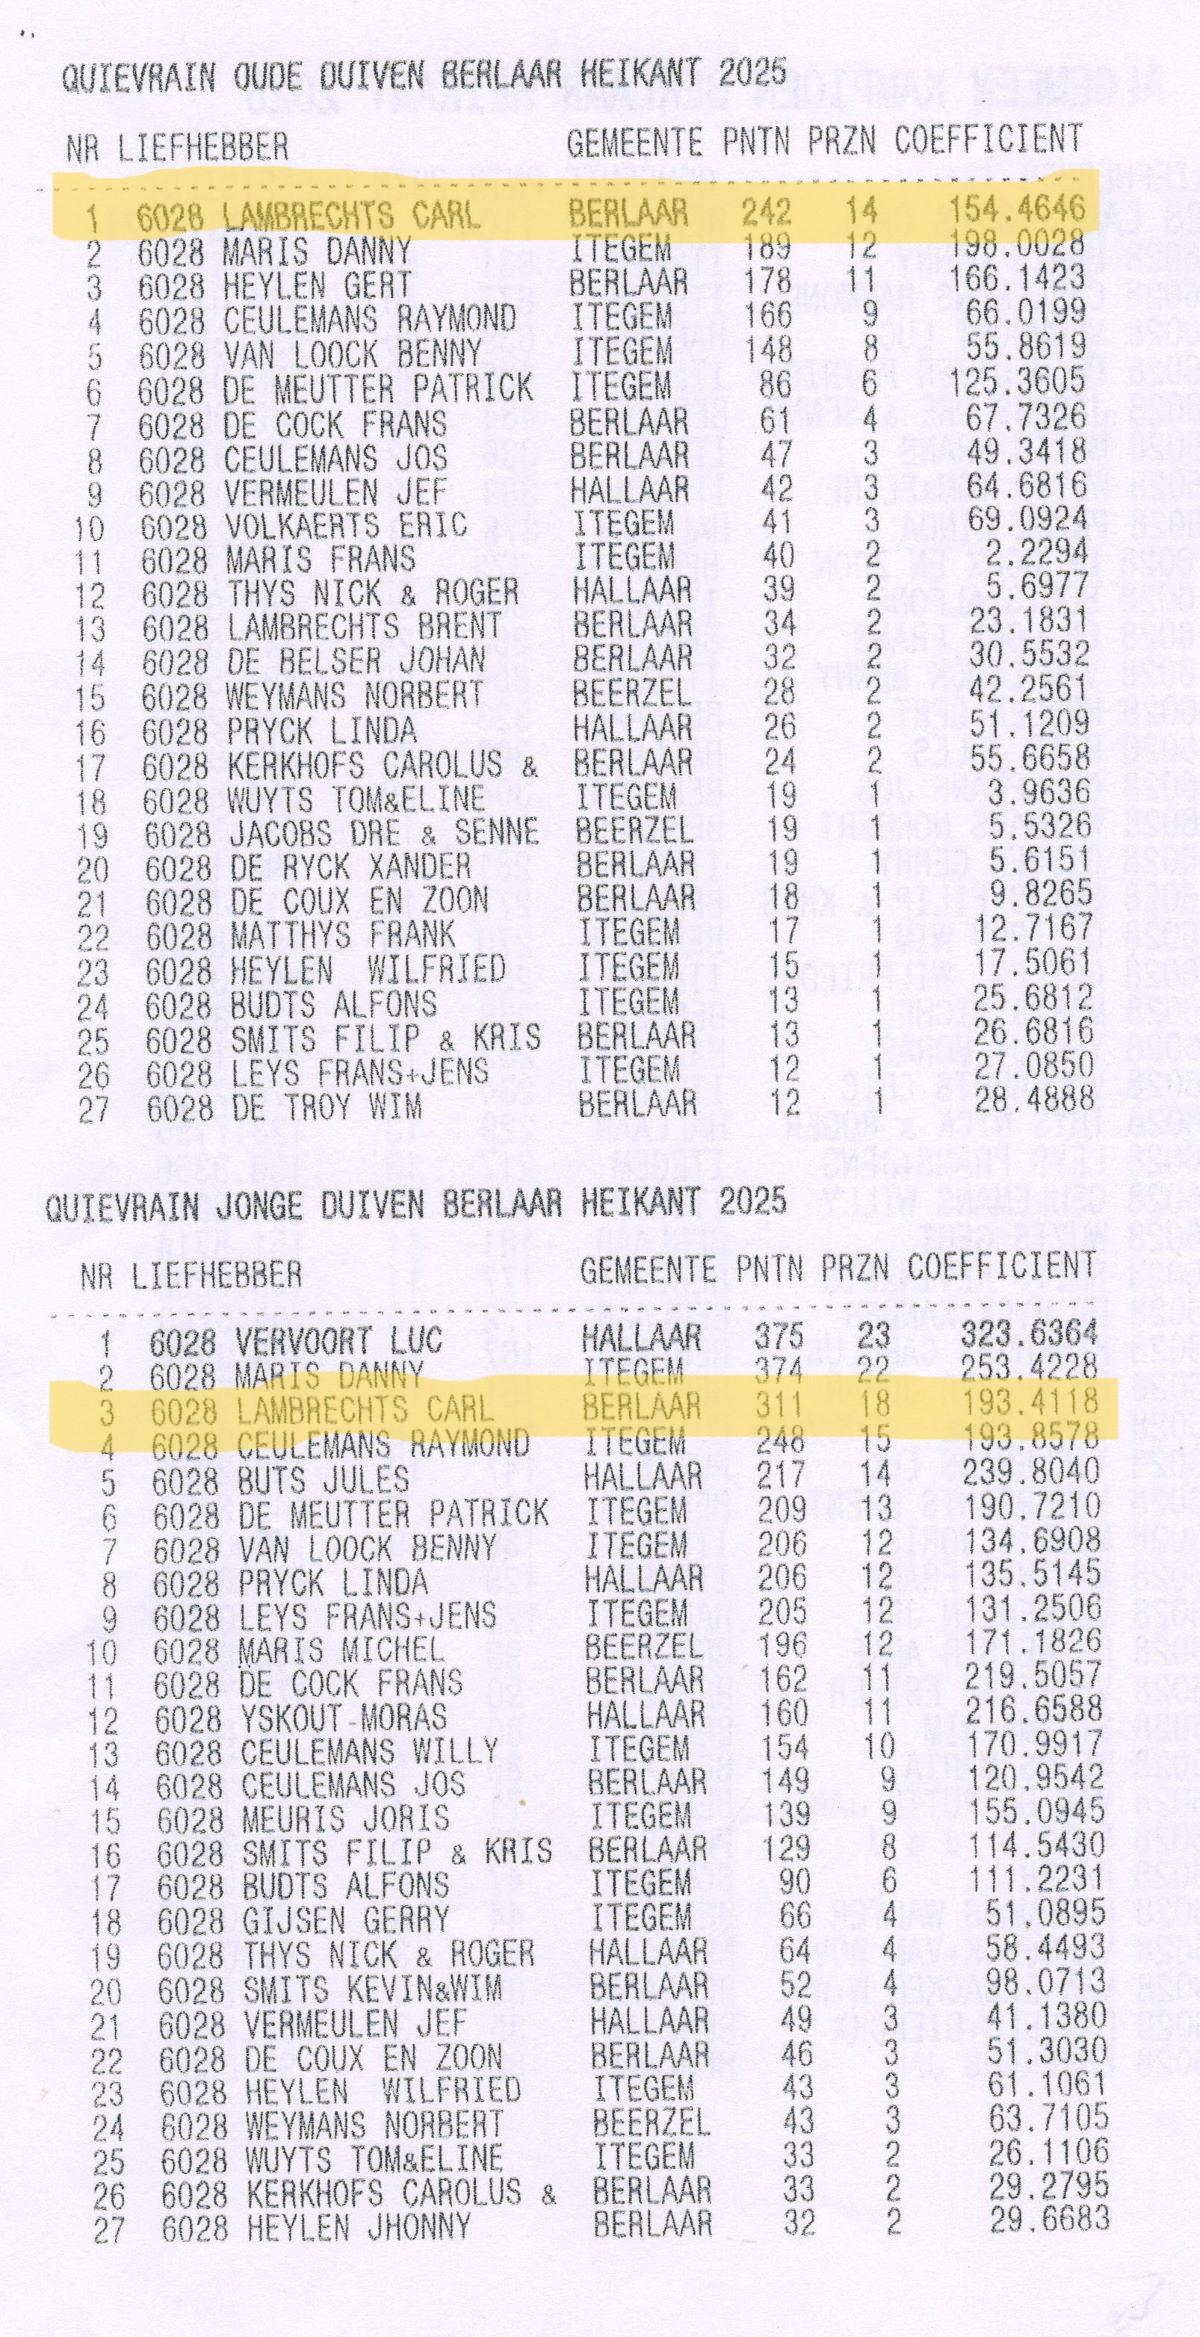 QUIEVRAIN OUDE DUIVEN BERLAAR HEIKANT 2025
NR LIEFHEBBER GEMEENTE PNTN PRZN COEFFICIENT
1 6028 LAMBRECHTS CARL BERLAAR 242 14 154.4646
2 6028 MARIS DANNY ITEGEM 189 12 198.0028
3 6028 HEYLEN GERT BERLAAR 178 11 166.1423
4 6028 CEULEMANS RAYMOND ITEGEM 166 9 66.0199
5 6028 VAN LOOCK BENNY ITEGEM 148 8 55.8619
6 6028 DE MEUTTER PATRICK ITEGEM 86 6 125.3605
7 6028 DE COCK FRANS BERLAAR 61 4 67.7326
8 6028 CEULEMANS JOS BERLAAR 47 3 49.3418
9 6028 VERMEULEN JEF HALLAAR 42 3 64.6816
10 6028 VOLKAERTS ERIC ITEGEM 41 3 69.0924
11 6028 MARIS FRANS ITEGEM 40 2 2.2294
12 6028 THYS NICK & ROGER HALLAAR 39 2 5.6977
13 6028 LAMBRECHTS BRENT BERLAAR 34 2 23.1831
14 6028 DE BELSER JOHAN BERLAAR 32 2 30.5532
15 6028 WEYMANS NORBERT BEERZEL 28 2 42.2561
16 6028 PRYCK LINDA HALLAAR 26 2 51.1209
17 6028 KERKHOFS CAROLUS & BERLAAR 24 2 55.6658
18 6028 WUYTS TOM&ELINE ITEGEM 19 1 3.9636
19 6028 JACOBS DRE & SENNE BEERZEL 19 1 5.5326
20 6028 DE RYCK XANDER BERLAAR 19 1 5.6151
21 6028 DE COUX EN ZOON BERLAAR 18 1 9.8265
22 6028 MATTHYS FRANK ITEGEM 17 1 12.7167
23 6028 HEYLEN WILFRIED ITEGEM 15 1 17.5061
24 6028 BUDTS ALFONS ITEGEM 13 1 25.6812
25 6028 SMITS FILIP & KRIS BERLAAR 13 1 26.6816
26 6028 LEYS FRANS+JENS ITEGEM 12 1 27.0850
27 6028 DE TROY WIM BERLAAR 12 1 28.4888
QUIEVRAIN JONGE DUIVEN BERLAAR HEIKANT 2025
NR LIEFHEBBER GEMEENTE PNTN PRZN COEFFICIENT
1 6028 VERVOORT LUC HALLAAR 375 23 323.6364
2 6028 MARIS DANNY ITEGEM 374 22 253.4228
3 6028 LAMBRECHTS CARL BERLAAR 311 18 193.4118
4 6028 CEULEMANS RAYMOND ITEGEM 248 15 193.8578
5 6028 BUTS JULES HALLAAR 217 14 239.8040
6 6028 DE MEUTTER PATRICK ITEGEM 209 13 190.7210
7 6028 VAN LOOCK BENNY ITEGEM 206 12 134.6908
8 6028 PRYCK LINDA HALLAAR 206 12 135.5145
9 6028 LEYS FRANS+JENS ITEGEM 205 12 131.2506
10 6028 MARIS MICHEL BEERZEL 196 12 171.1826
11 6028 DE COCK FRANS BERLAAR 162 11 219.5057
12 6028 YSKOUT-MORAS HALLAAR 160 11 216.6588
13 6028 CEULEMANS WILLY ITEGEM 154 10 170.9917
14 6028 CEULEMANS JOS BERLAAR 149 9 120.9542
15 6028 MEURIS JORIS ITEGEM 139 9 155.0945
16 6028 SMITS FILIP & KRIS BERLAAR 129 8 114.5430
17 6028 BUDTS ALFONS ITEGEM 90 6 111.2231
18 6028 GIJSEN GERRY ITEGEM 66 4 51.0895
19 6028 THYS NICK & ROGER HALLAAR 64 4 58.4493
20 6028 SMITS KEVIN&WIM BERLAAR 52 4 98.0713
21 6028 VERMEULEN JEF HALLAAR 49 3 41.1380
22 6028 DE COUX EN ZOON BERLAAR 46 3 51.3030
23 6028 HEYLEN WILFRIED ITEGEM 43 3 61.1061
24 6028 WEYMANS NORBERT BEERZEL 43 3 63.7105
25 6028 WUYTS TOM&ELINE ITEGEM 33 2 26.1106
26 6028 KERKHOFS CAROLUS & BERLAAR 33 2 29.2795
27 6028 HEYLEN JHONNY BERLAAR 32 2 29.6683